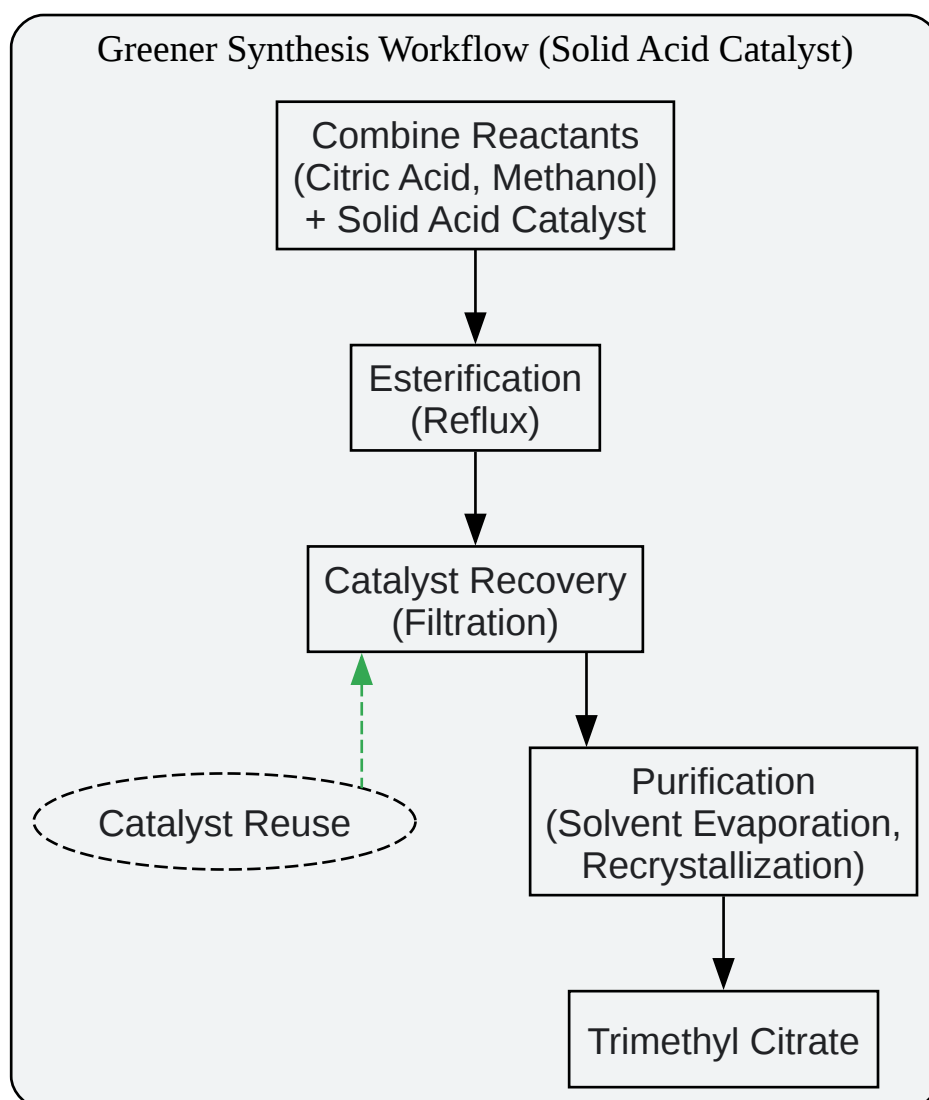 Greener Synthesis Workflow (Solid Acid Catalyst)
Combine Reactants
(Citric Acid, Methanol)
+ Solid Acid Catalyst
Esterification
(Reflux)
Catalyst Recovery
(Filtration)
Catalyst Reuse
Purification
(Solvent Evaporation,
Recrystallization)
Trimethyl Citrate